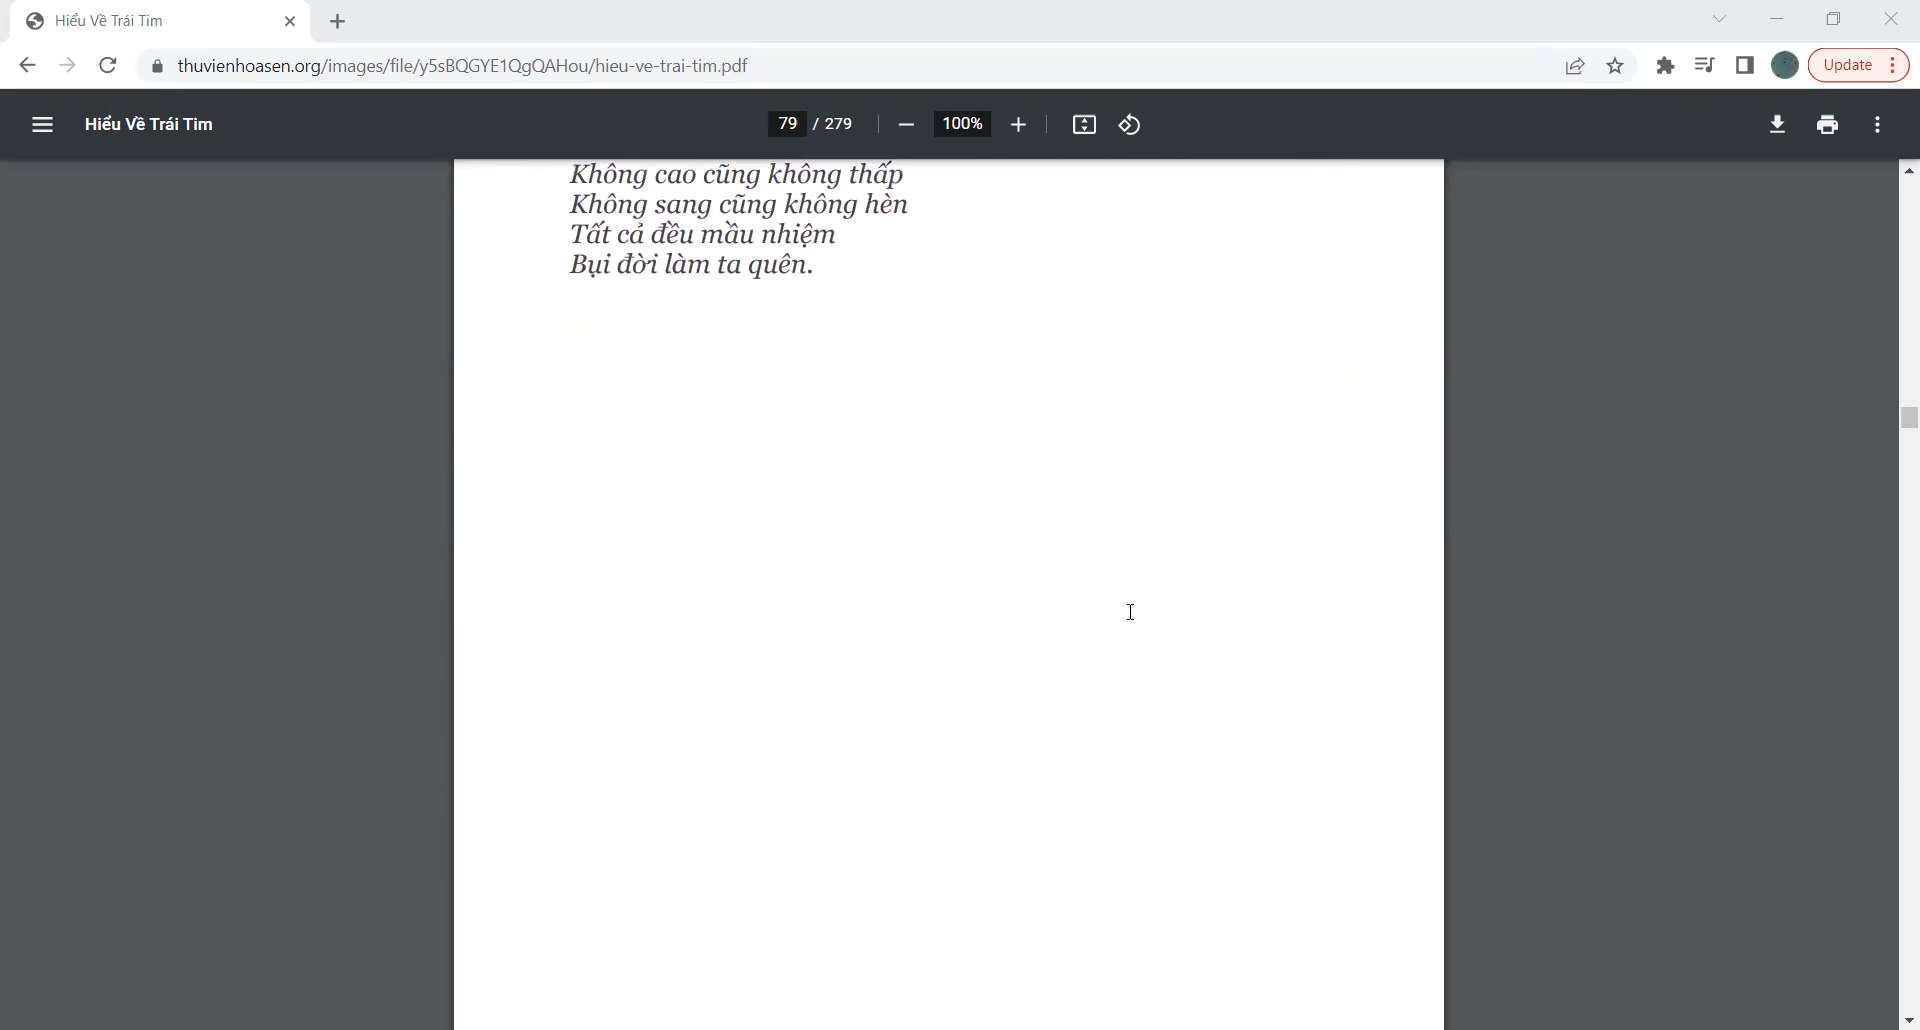 Hiểu Về Trái Tim
thuvienhoasen.org/images/file/y5sBQGYE1QgQAHou/hieu-ve-trai-tim.pdf
Update
Hiểu Về Trái Tim
79 / 279
100%
Không cao cũng không thấp
Không sang cũng không hèn
Tất cả đều mầu nhiệm
Bụi đời làm ta quên.